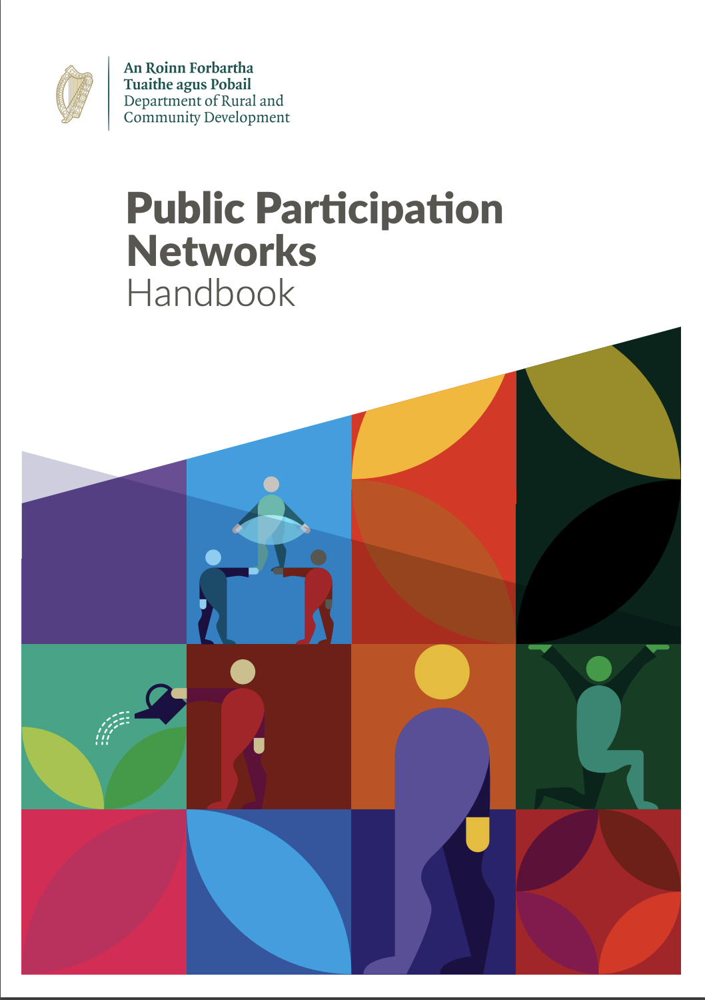 An Roinn Forbartha
Tuaithe agus Pobail
Department of Rural and
Community Development
Public Participation
Networks
Handbook